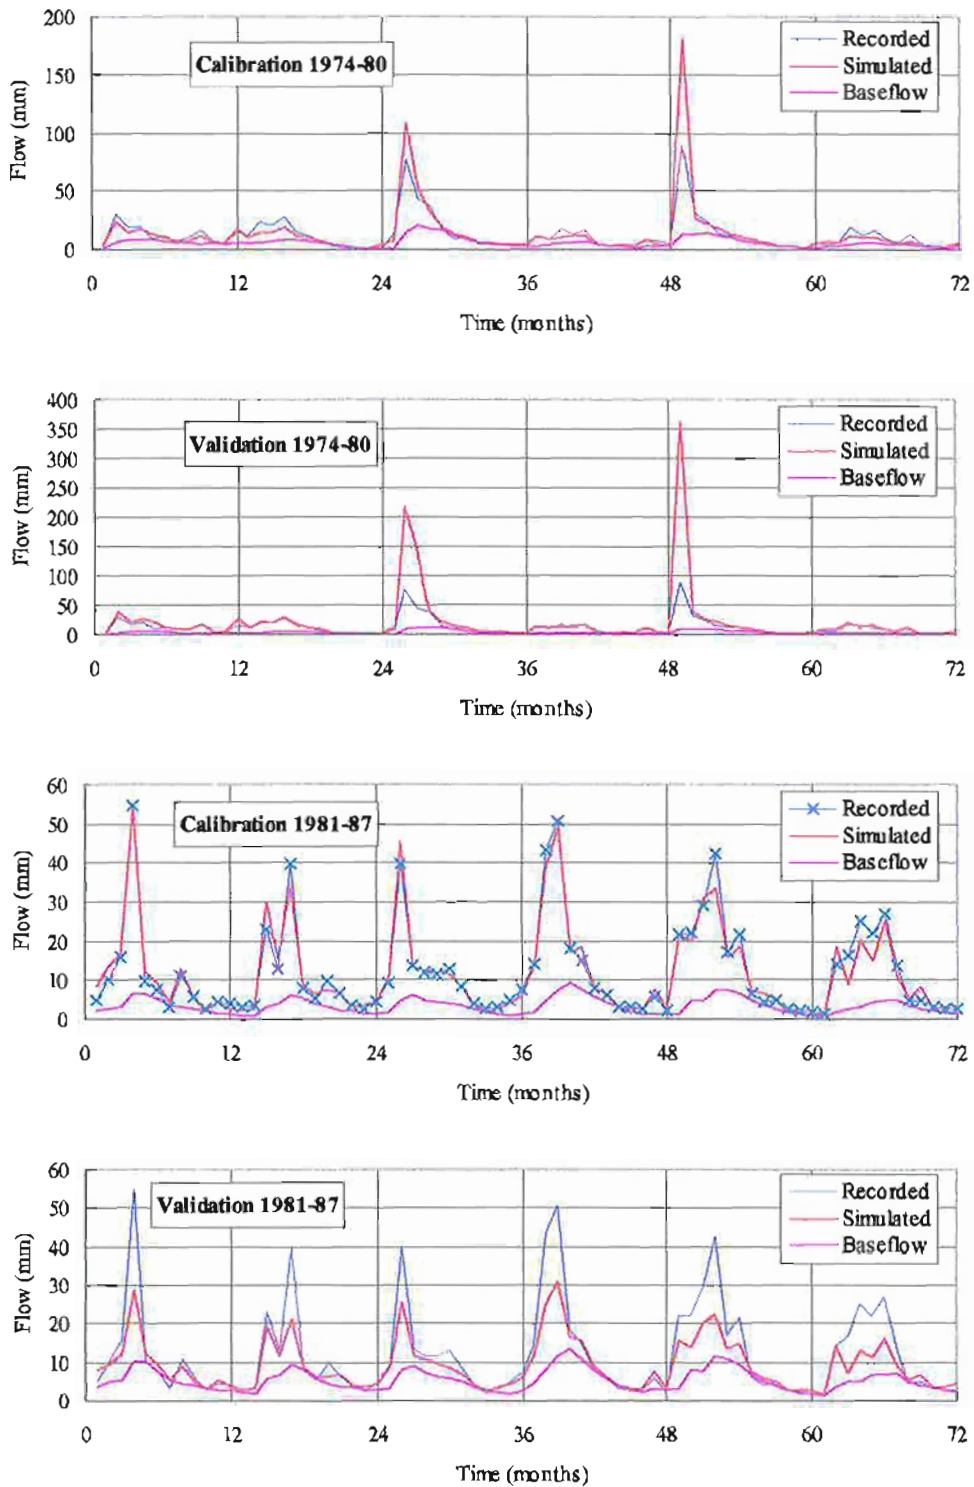 200
150
100
50
0
Flow (mm)
Calibration 1974-80
Recorded
Simulated
Baseflow
0 12 24 36 48 60 72
Time (months)
400
350
300
250
200
150
100
50
0
Flow (mm)
Validation 1974-80
Recorded
Simulated
Baseflow
0 12 24 36 48 60 72
Time (months)
60
50
40
30
20
10
0
Flow (mm)
Calibration 1981-87
Recorded
Simulated
Baseflow
0 12 24 36 48 60 72
Time (months)
60
50
40
30
20
10
0
Flow (mm)
Validation 1981-87
Recorded
Simulated
Baseflow
0 12 24 36 48 60 72
Time (months)